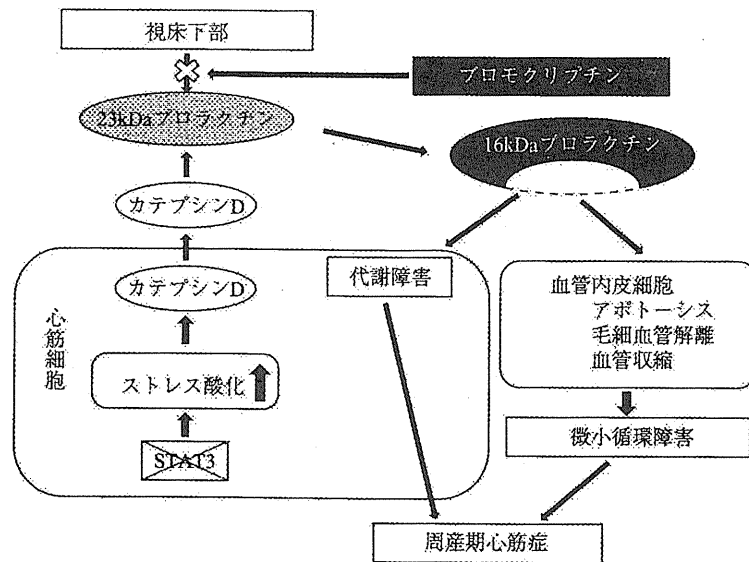 視床下部
ブロモクリプチン
23kDaプロラクチン
16kDaプロラクチン
カテプシンD
カテプシンD
代謝障害
血管内皮細胞
アポトーシス
毛細血管解離
血管収縮
心筋細胞
ストレス酸化
STAT3
微小循環障害
周産期心筋症